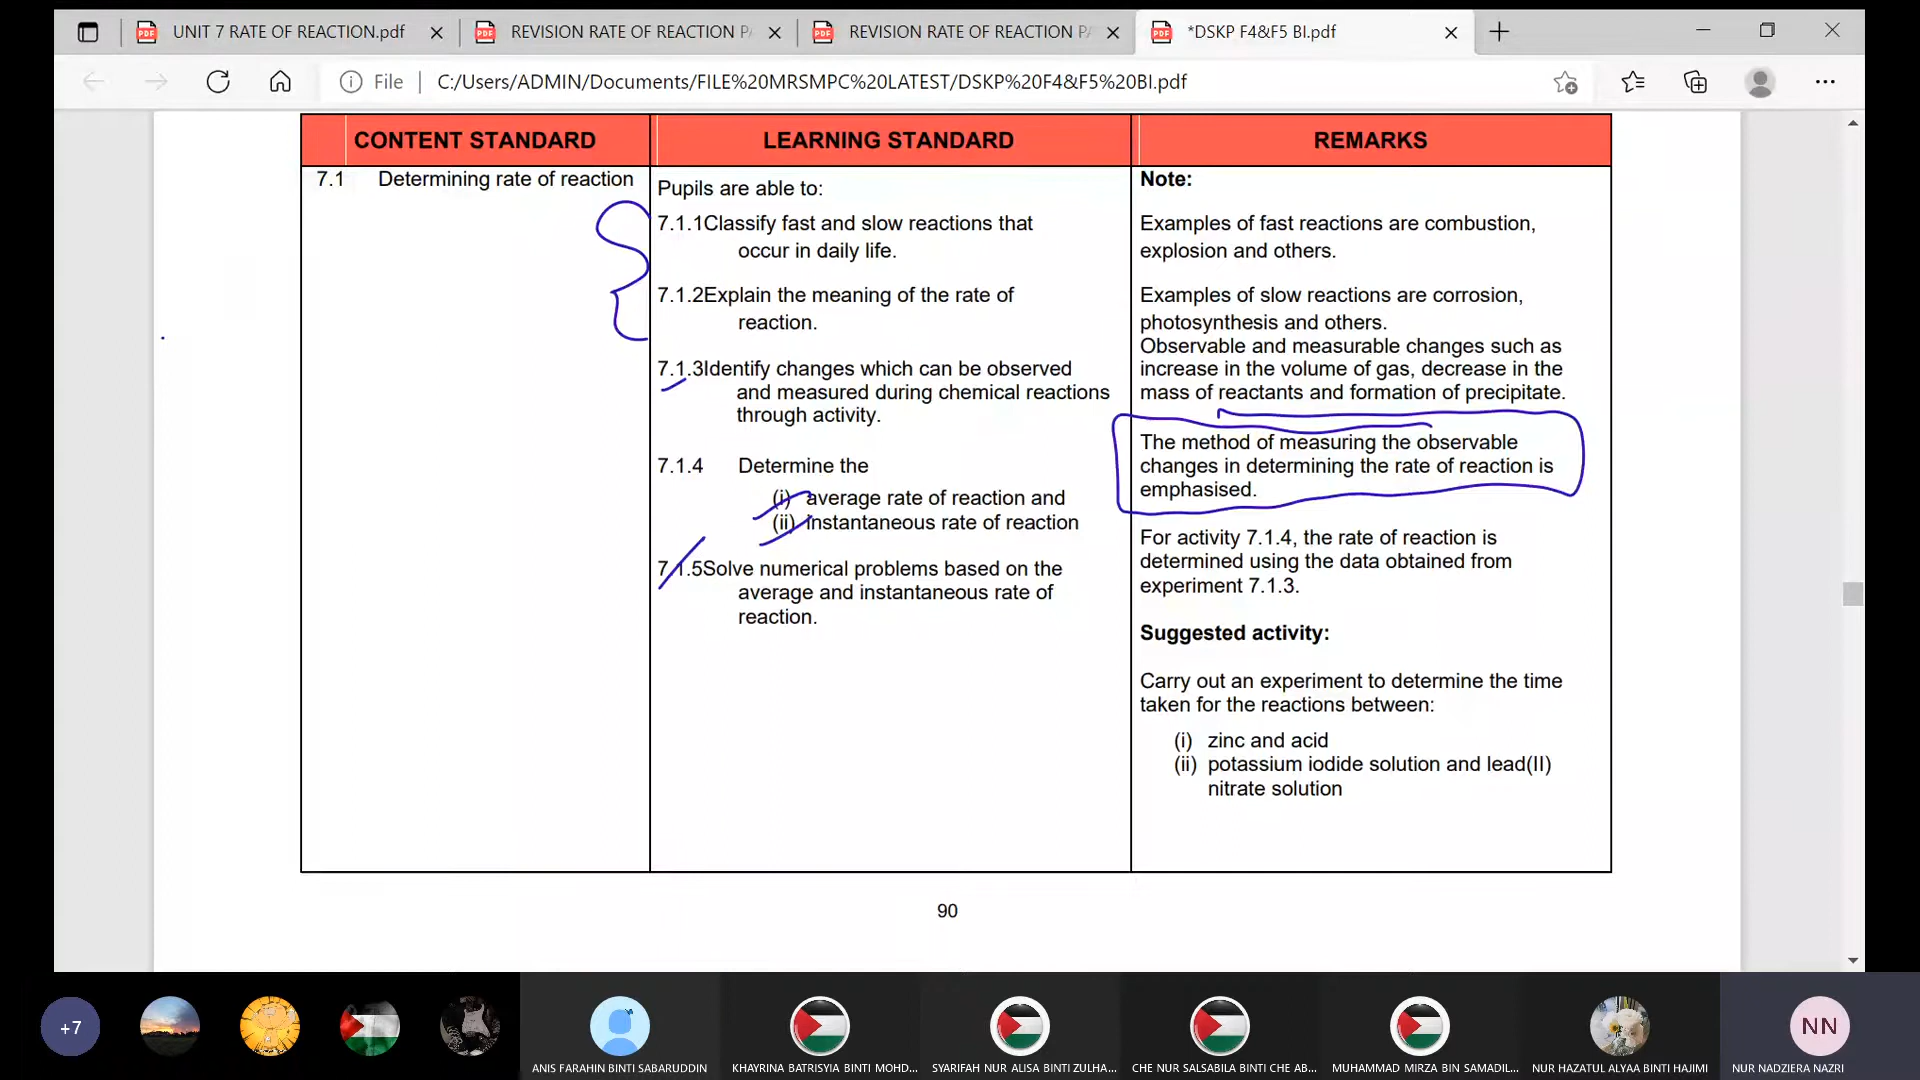 UNIT 7 RATE OF REACTION.pdf
REVISION RATE OF REACTION P
REVISION RATE OF REACTION P
*DSKP F4&F5 BI.pdf
File
C:/Users/ADMIN/Documents/FILE%20MRSMPC%20LATEST/DSKP%20F4&F5%20BI.pdf
CONTENT STANDARD
7.1 Determining rate of reaction
LEARNING STANDARD
Pupils are able to:
7.1.1Classify fast and slow reactions that
occur in daily life.
7.1.2Explain the meaning of the rate of
reaction.
7.1.3Identify changes which can be observed
and measured during chemical reactions
through activity.
7.1.4 Determine the
(i) average rate of reaction and
(ii) instantaneous rate of reaction
7.1.5Solve numerical problems based on the
average and instantaneous rate of
reaction.
REMARKS
Note:
Examples of fast reactions are combustion,
explosion and others.
Examples of slow reactions are corrosion,
photosynthesis and others.
Observable and measurable changes such as
increase in the volume of gas, decrease in the
mass of reactants and formation of precipitate.
The method of measuring the observable
changes in determining the rate of reaction is
emphasised.
For activity 7.1.4, the rate of reaction is
determined using the data obtained from
experiment 7.1.3.
Suggested activity:
Carry out an experiment to determine the time
taken for the reactions between:
(i) zinc and acid
(ii) potassium iodide solution and lead(II)
nitrate solution
90
+7
ANIS FARAHIN BINTI SABARUDDIN
KHAYRINA BATRISYIA BINTI MOHD...
SYARIFAH NUR ALISA BINTI ZULHA...
CHE NUR SALSABILA BINTI CHE AB...
MUHAMMAD MIRZA BIN SAMADIL...
NUR HAZATUL ALYAA BINTI HAJIMI
NN
NUR NADZIERA NAZRI